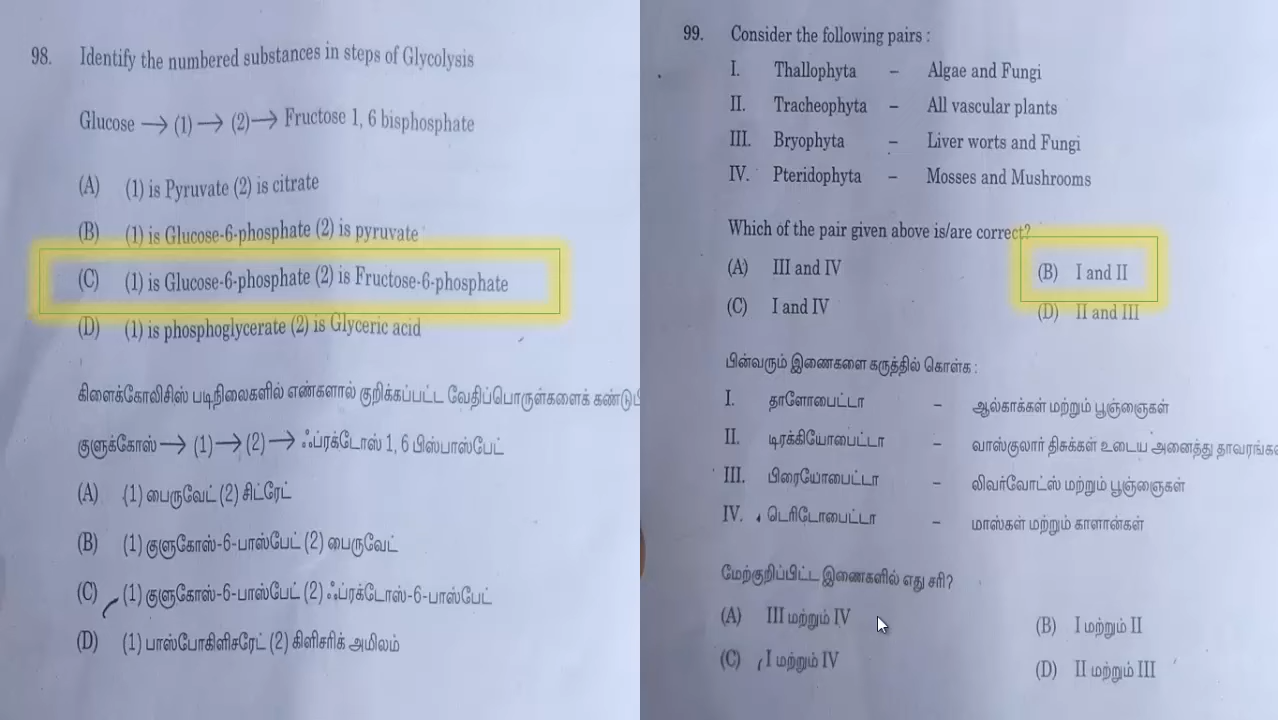 98. Identify the numbered substances in steps of Glycolysis
Glucose → (1) → (2) → Fructose 1, 6 bisphosphate
(A) (1) is Pyruvate (2) is citrate
(B) (1) is Glucose-6-phosphate (2) is pyruvate
(C) (1) is Glucose-6-phosphate (2) is Fructose-6-phosphate
(D) (1) is phosphoglycerate (2) is Glyceric acid
கிளைக்கோலிசிஸ் படிநிலைகளில் எண்களால் குறிக்கப்பட்ட வேதிப்பொருள்களைக்
குளுக்கோஸ் → (1) → (2) → ஃப்ரக்டோஸ் 1, 6 பிஸ்பாஸ்பேட்
(A) (1) பைருவேட் (2) சிட்ரேட்
(B) (1) குளுகோஸ்-6-பாஸ்பேட் (2) பைருவேட்
(C) (1) குளுகோஸ்-6-பாஸ்பேட் (2) ஃப்ரக்டோஸ்-6-பாஸ்பேட்
(D) (1) பாஸ்போகிளிசரேட் (2) கிளிசரிக் அமிலம்
99. Consider the following pairs :
I. Thallophyta – Algae and Fungi
II. Tracheophyta – All vascular plants
III. Bryophyta – Liver worts and Fungi
IV. Pteridophyta – Mosses and Mushrooms
Which of the pair given above is/are correct?
(A) III and IV (B) I and II
(C) I and IV (D) II and III
பின்வரும் இணைகளை கருத்தில் கொள்க :
I. தாளோபைட்டா – ஆல்காக்கள் மற்றும் பூஞ்ஞைகள்
II. டிரக்கியோபைட்டா – வாஸ்குலார் திசுக்கள் உடைய அனைத்து
III. பிரையோபைட்டா – லிவர்வோட்ஸ் மற்றும் பூஞ்ஞைகள்
IV. டெரிடோபைட்டா – மாஸ்கள் மற்றும் காளான்கள்
மேற்குறிப்பிட்ட இணைகளில் எது சரி?
(A) III மற்றும் IV (B) I மற்றும் II
(C) I மற்றும் IV (D) II மற்றும் III